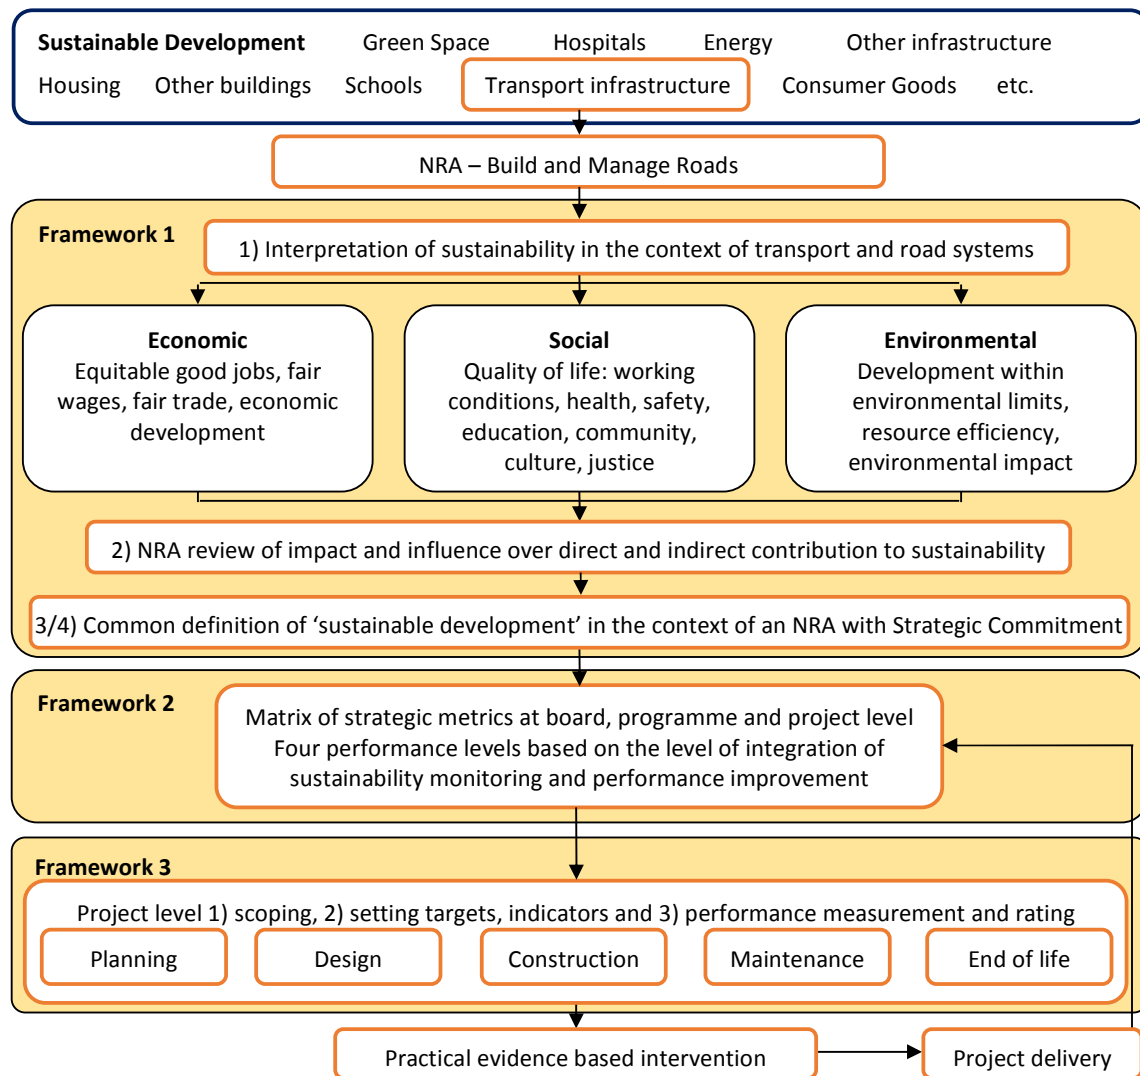 Sustainable Development Green Space Hospitals Energy Other infrastructure
Housing Other buildings Schools Transport infrastructure Consumer Goods etc.
NRA – Build and Manage Roads
Framework 1
1) Interpretation of sustainability in the context of transport and road systems
Economic
Equitable good jobs, fair
wages, fair trade, economic
development
Social
Quality of life: working
conditions, health, safety,
education, community,
culture, justice
Environmental
Development within
environmental limits,
resource efficiency,
environmental impact
2) NRA review of impact and influence over direct and indirect contribution to sustainability
3/4) Common definition of ‘sustainable development’ in the context of an NRA with Strategic Commitment
Framework 2
Matrix of strategic metrics at board, programme and project level
Four performance levels based on the level of integration of
sustainability monitoring and performance improvement
Framework 3
Project level 1) scoping, 2) setting targets, indicators and 3) performance measurement and rating
Planning Design Construction Maintenance End of life
Practical evidence based intervention Project delivery